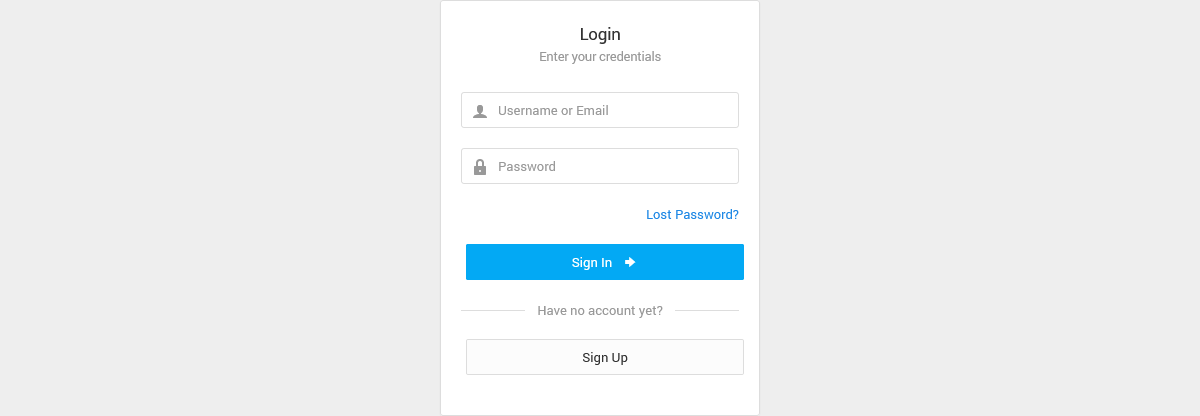 Login
Enter your credentials
Username or Email
Password
Lost Password?
Sign In
Have no account yet?
Sign Up